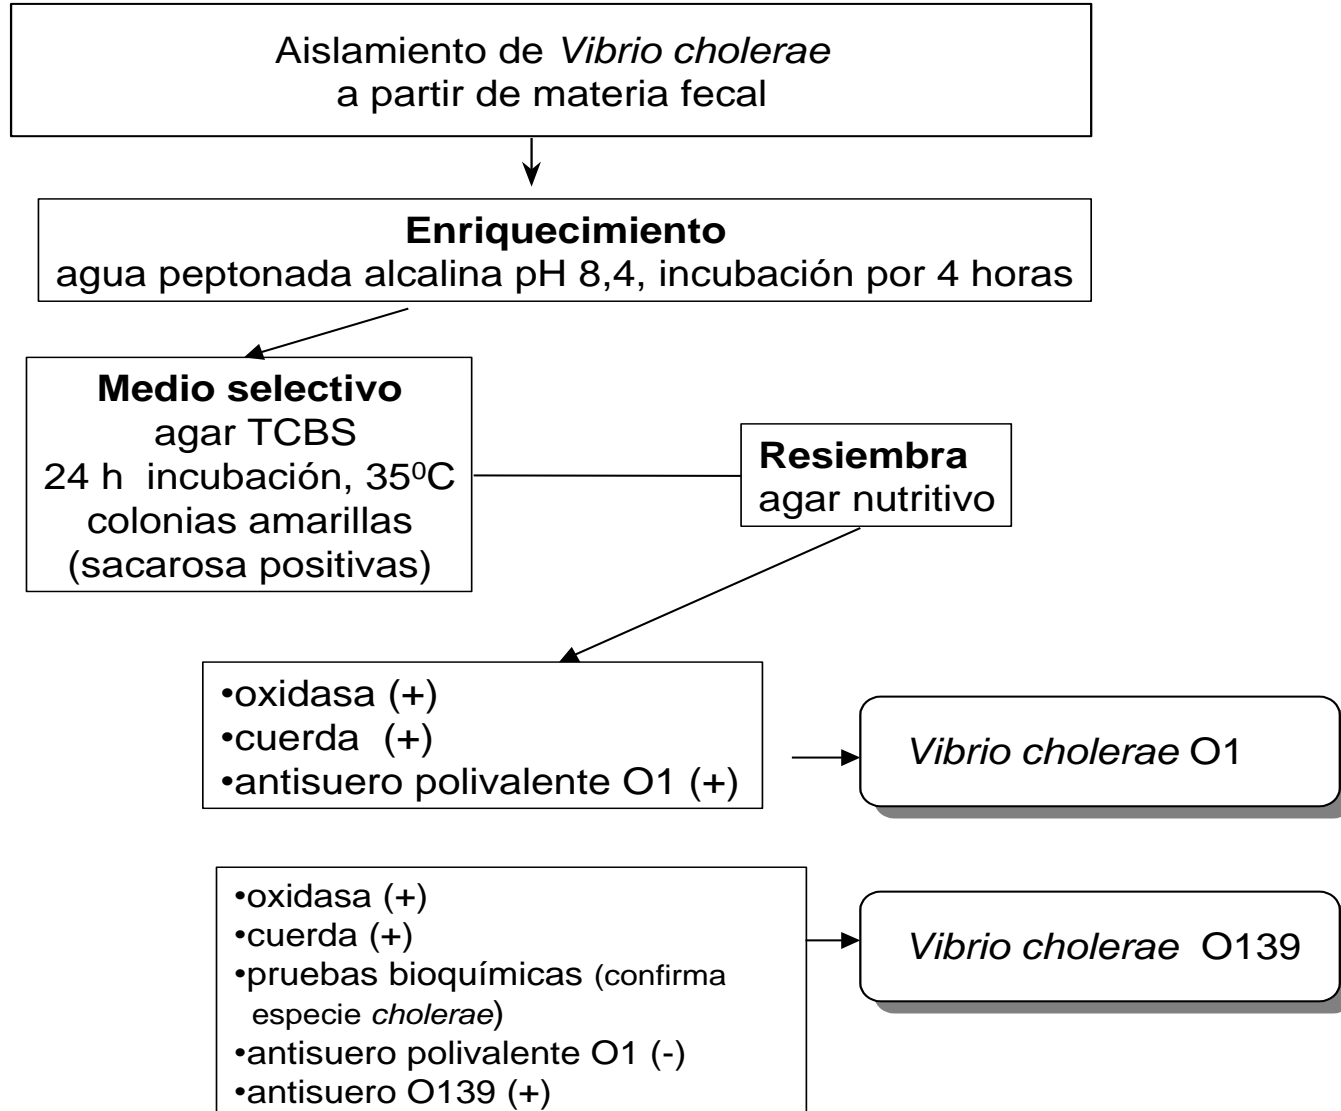 Aislamiento de Vibrio cholerae
a partir de materia fecal
Enriquecimiento
agua peptonada alcalina pH 8,4, incubación por 4 horas
Medio selectivo
agar TCBS
24 h incubación, 35⁰C
colonias amarillas
(sacarosa positivas)
Resiembra
agar nutritivo
•oxidasa (+)
•cuerda (+)
•antisuero polivalente O1 (+)
Vibrio cholerae O1
•oxidasa (+)
•cuerda (+)
•pruebas bioquímicas (confirma
especie cholerae)
•antisuero polivalente O1 (-)
•antisuero O139 (+)
Vibrio cholerae O139